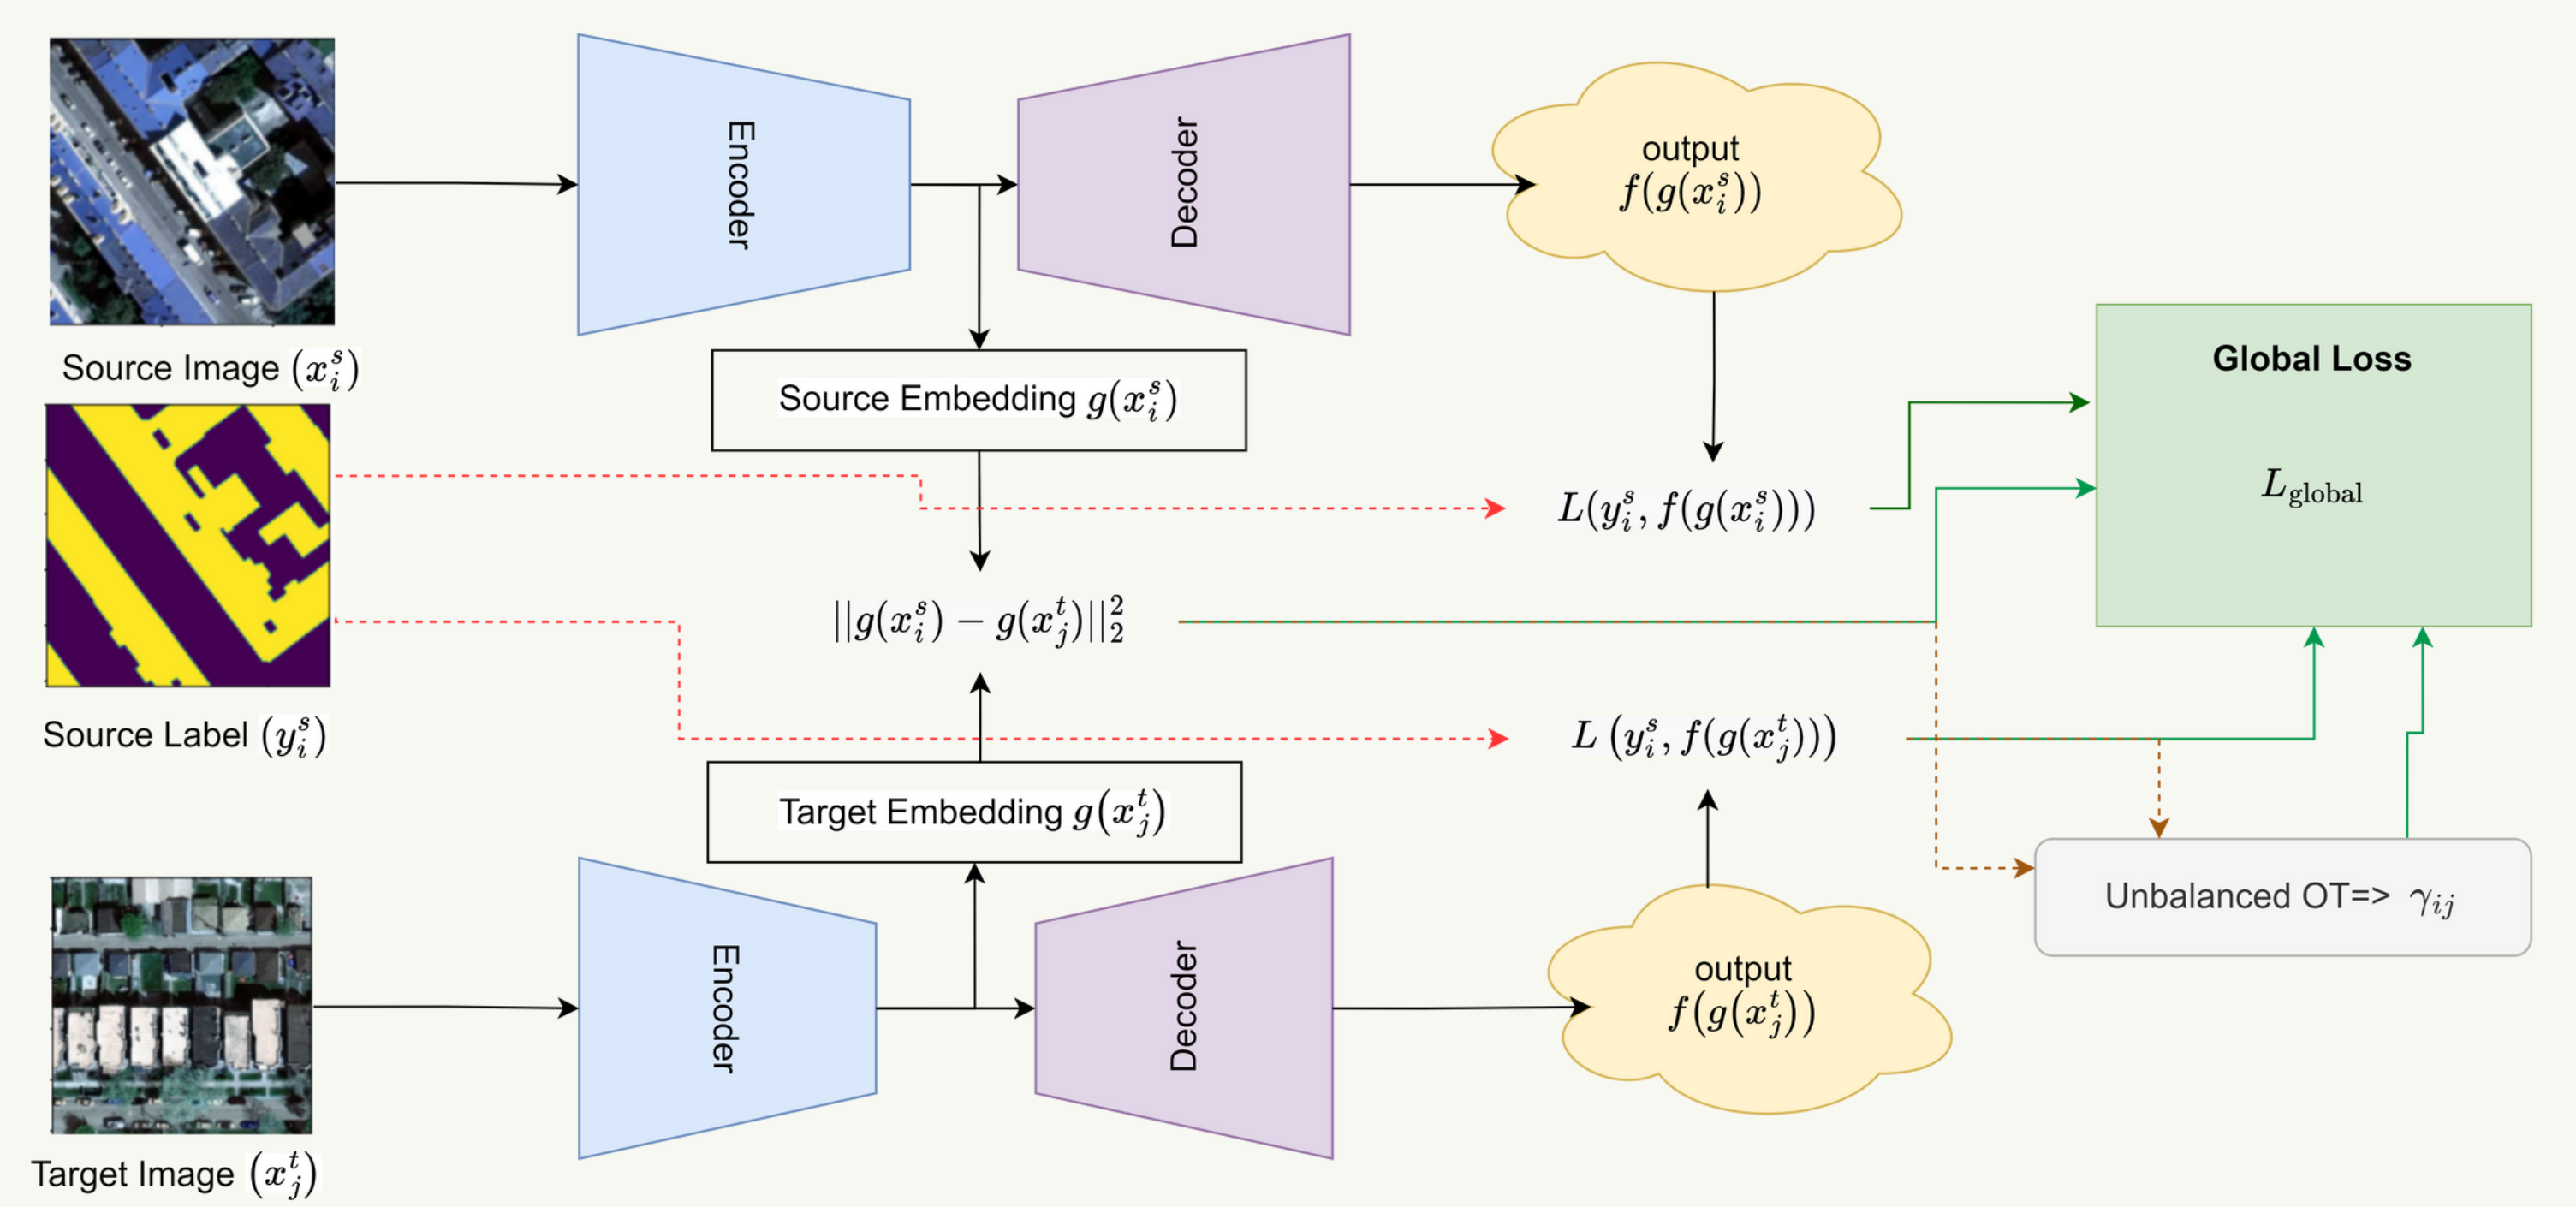 Encoder
Decoder
output
f(g(x_i^s))
Source Image (x_i^s)
Source Embedding g(x_i^s)
Global Loss
L_global
L(y_i^s, f(g(x_i^s)))
||g(x_i^s) − g(x_j^t)||_2^2
Source Label (y_i^s)
L (y_i^s, f(g(x_j^t)))
Target Embedding g(x_j^t)
Unbalanced OT=> γ_ij
Encoder
Decoder
output
f(g(x_j^t))
Target Image (x_j^t)